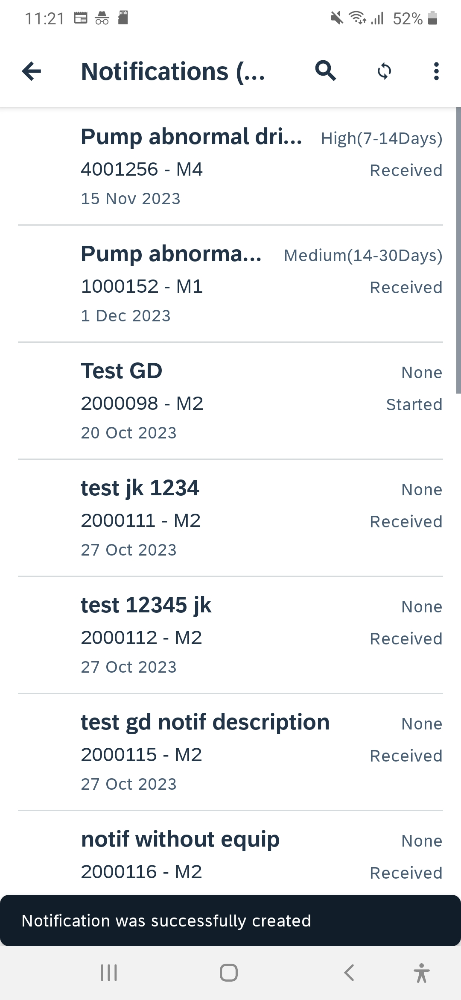 11:21 52%
Notifications (...
Pump abnormal dri... High(7-14Days)
4001256 - M4 Received
15 Nov 2023
Pump abnorma... Medium(14-30Days)
1000152 - M1 Received
1 Dec 2023
Test GD None
2000098 - M2 Started
20 Oct 2023
test jk 1234 None
2000111 - M2 Received
27 Oct 2023
test 12345 jk None
2000112 - M2 Received
27 Oct 2023
test gd notif description None
2000115 - M2 Received
27 Oct 2023
notif without equip None
2000116 - M2 Received
Notification was successfully created